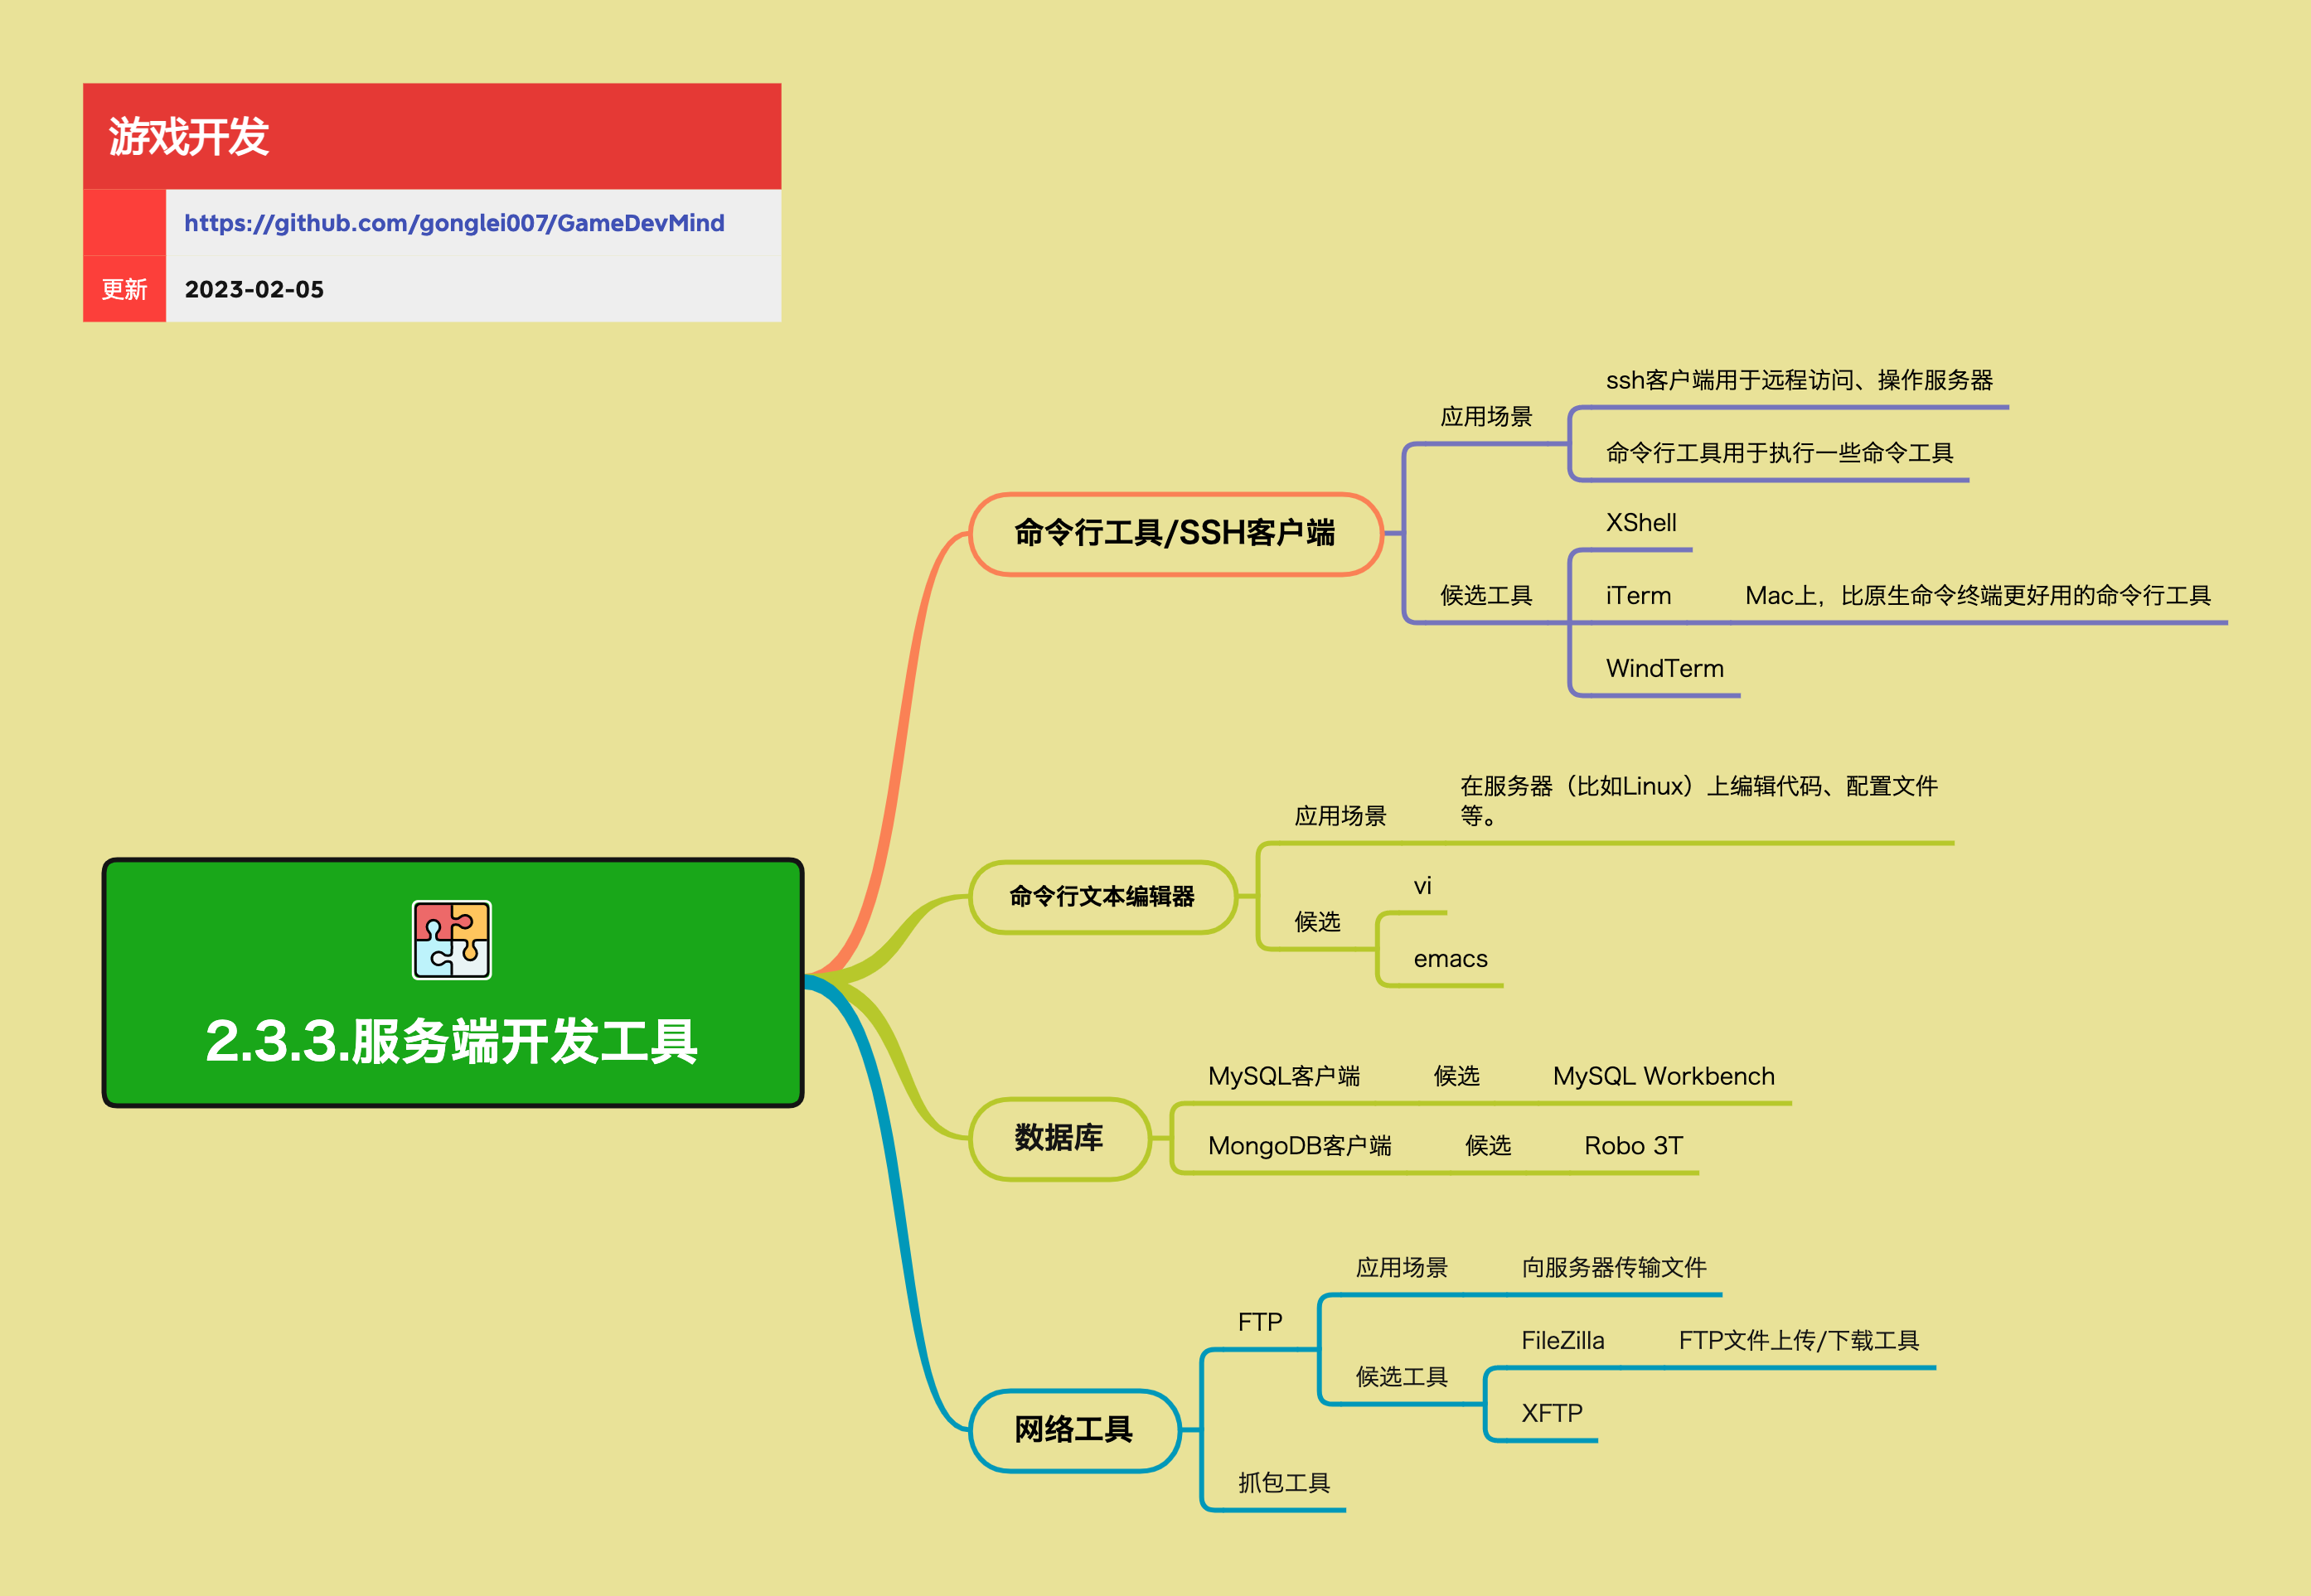 游戏开发
https://github.com/gonglei007/GameDevMind
更新
2023-02-05
2.3.3.服务端开发工具
命令行工具/SSH客户端
应用场景
ssh客户端用于远程访问、操作服务器
命令行工具用于执行一些命令工具
候选工具
XShell
iTerm
Mac上，比原生命令终端更好用的命令行工具
WindTerm
命令行文本编辑器
应用场景
在服务器（比如Linux）上编辑代码、配置文件
等。
候选
vi
emacs
数据库
MySQL客户端
候选
MySQL Workbench
MongoDB客户端
候选
Robo 3T
网络工具
FTP
应用场景
向服务器传输文件
候选工具
FileZilla
FTP文件上传/下载工具
XFTP
抓包工具